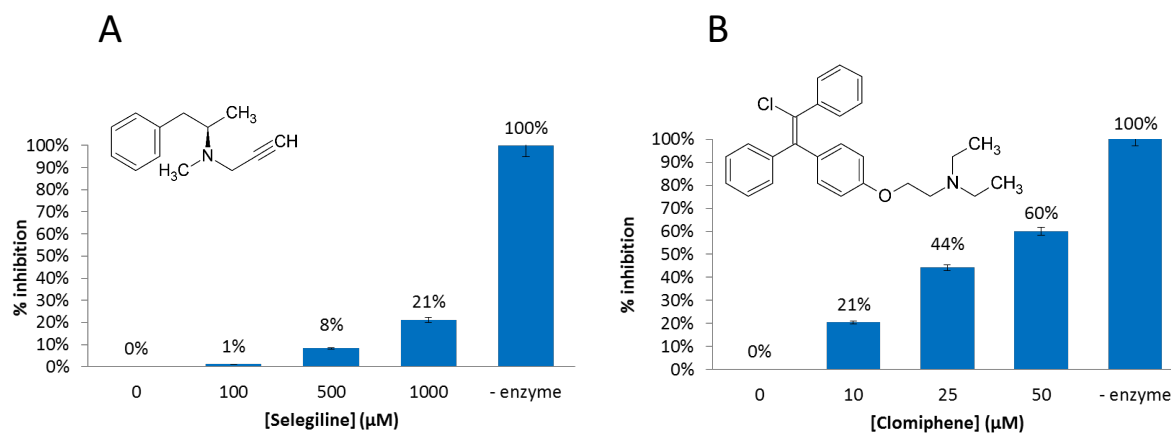 A
CH₃
N
H₃C
CH
100%
90%
80%
70%
60%
50%
40%
30%
20%
10%
0%
% inhibition
0%
1%
8%
21%
100%
0
100
500
1000
- enzyme
[Selegiline] (µM)
B
Cl
O
N
CH₃
CH₃
100%
90%
80%
70%
60%
50%
40%
30%
20%
10%
0%
% inhibition
0%
21%
44%
60%
100%
0
10
25
50
- enzyme
[Clomiphene] (µM)